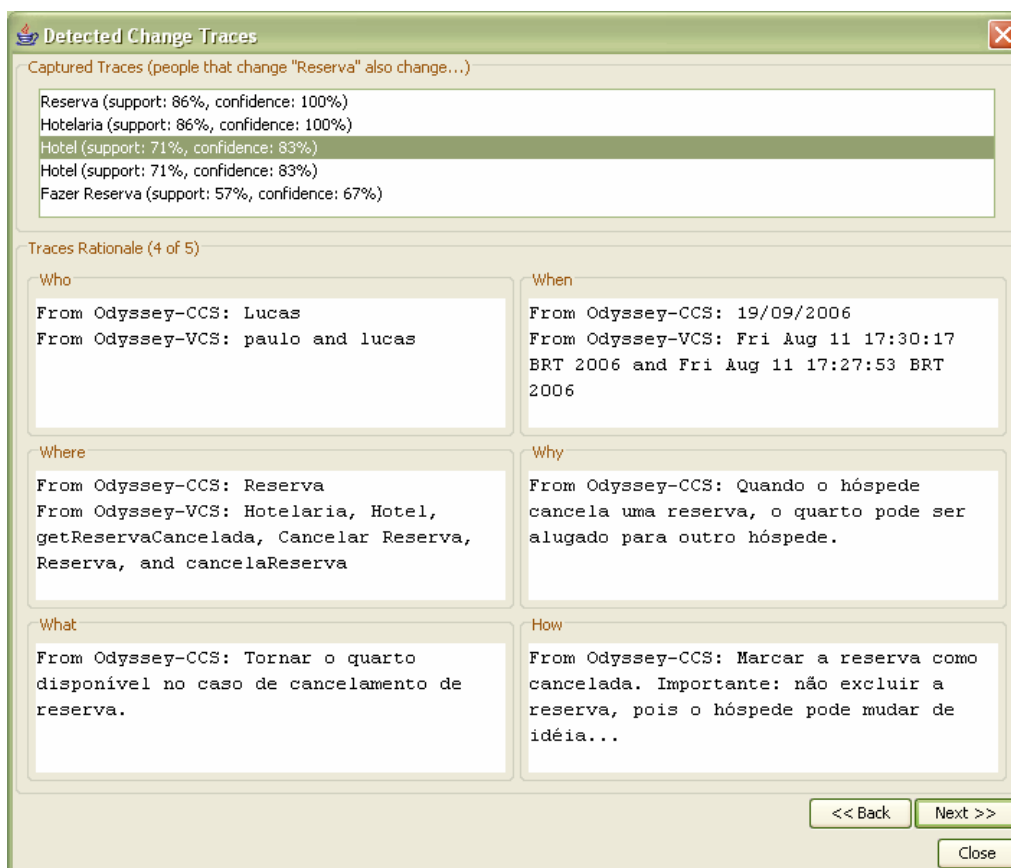 Detected Change Traces
Captured Traces (people that change "Reserva" also change...)
Reserva (support: 86%, confidence: 100%)
Hotelaria (support: 86%, confidence: 100%)
Hotel (support: 71%, confidence: 83%)
Hotel (support: 71%, confidence: 83%)
Fazer Reserva (support: 57%, confidence: 67%)
Traces Rationale (4 of 5)
Who
From Odyssey-CCS: Lucas
From Odyssey-VCS: paulo and lucas
When
From Odyssey-CCS: 19/09/2006
From Odyssey-VCS: Fri Aug 11 17:30:17
BRT 2006 and Fri Aug 11 17:27:53 BRT
2006
Where
From Odyssey-CCS: Reserva
From Odyssey-VCS: Hotelaria, Hotel,
getReservaCancelada, Cancelar Reserva,
Reserva, and cancelaReserva
Why
From Odyssey-CCS: Quando o hóspede
cancela uma reserva, o quarto pode ser
alugado para outro hóspede.
What
From Odyssey-CCS: Tornar o quarto
disponível no caso de cancelamento de
reserva.
How
From Odyssey-CCS: Marcar a reserva como
cancelada. Importante: não excluir a
reserva, pois o hóspede pode mudar de
idéia...
<< Back
Next >>
Close